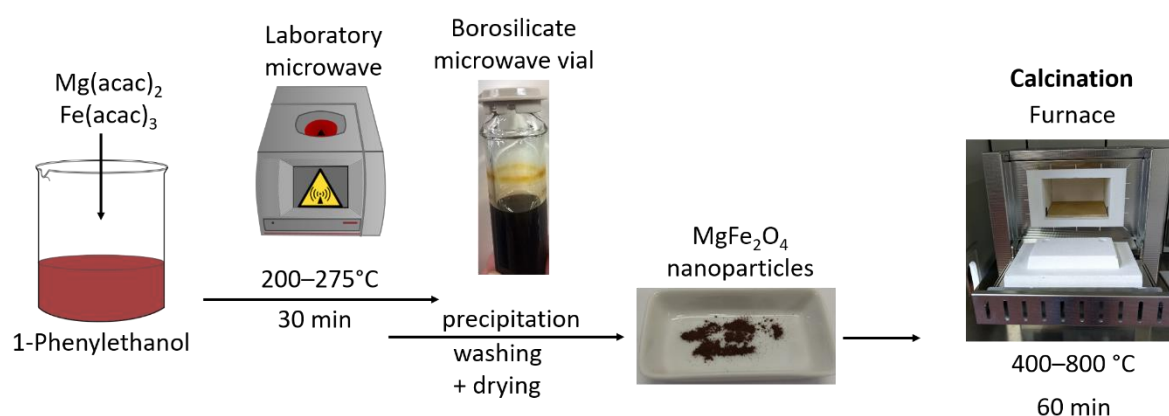 Mg(acac)₂
Fe(acac)₃
1-Phenylethanol
Laboratory
microwave
200–275°C
30 min
Borosilicate
microwave vial
precipitation
washing
+ drying
MgFe₂O₄
nanoparticles
Calcination
Furnace
400–800 °C
60 min